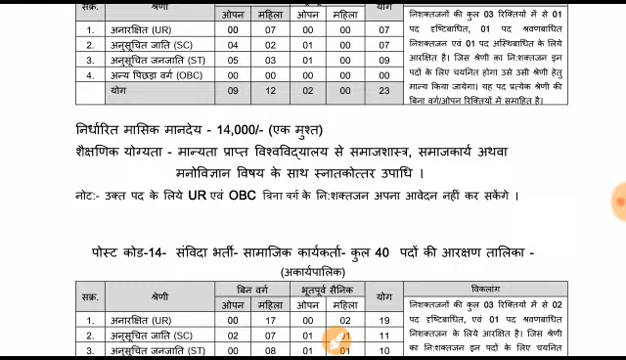 सक्र. श्रेणी ओपन महिला ओपन महिला योग
1. अनारक्षित (UR) 00 07 00 00 07
2. अनुसूचित जाति (SC) 04 02 01 00 07
3. अनुसूचित जनजाति (ST) 05 03 01 00 09
4. अन्य पिछड़ा वर्ग (OBC) 00 00 00 00 00
योग 09 12 02 00 23
निशक्तजनों की कुल 03 रिक्तियों में से 01
पद दृष्टिबाधित, 01 पद श्रवणबाधित
निशक्तजन एवं 01 पद अस्थिबाधित के लिये
आरक्षित है। जिस श्रेणी का निःशक्तजन इन
पदों के लिए चयनित होगा उसे उसी श्रेणी हेतु
मान्य किया जायेगा। यह पद प्रत्येक श्रेणी की
बिना वर्ग/ओपन रिक्तियों में समाहित है।
निर्धारित मासिक मानदेय - 14,000/- (एक मुश्त)
शैक्षणिक योग्यता - मान्यता प्राप्त विश्वविद्यालय से समाजशास्त्र, समाजकार्य अथवा
मनोविज्ञान विषय के साथ स्नातकोत्तर उपाधि ।
नोटः- उक्त पद के लिये UR एवं OBC बिना वर्ग के निःशक्तजन अपना आवेदन नहीं कर सकेंगे ।
पोस्ट कोड-14- संविदा भर्ती- सामाजिक कार्यकर्ता- कुल 40 पदों की आरक्षण तालिका -
(अकार्यपालिक)
सक्र. श्रेणी बिन वर्ग भूतपूर्व सैनिक योग विकलांग
ओपन महिला ओपन महिला
1. अनारक्षित (UR) 00 17 00 02 19
2. अनुसूचित जाति (SC) 02 07 01 01 11
3. अनुसूचित जनजाति (ST) 00 08 01 01 10
निशक्तजनों की कुल 03 रिक्तियों में से 02
पद दृष्टिबाधित, एवं 01 पद श्रवणबाधित
निशक्तजन के लिये आरक्षित है। जिस श्रेणी
का निःशक्तजन इन पदों के लिए चयनित